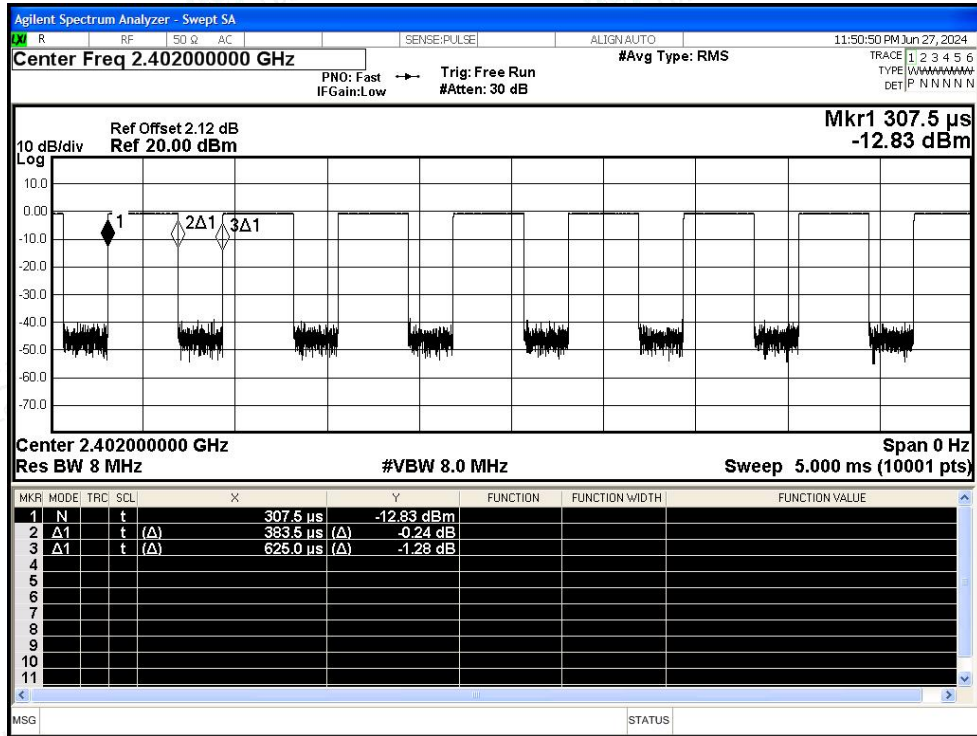 Agilent Spectrum Analyzer - Swept SA
LXI R RF 50 Ω AC SENSE:PULSE ALIGN AUTO 11:50:50 PM Jun 27, 2024
Center Freq 2.402000000 GHz
#Avg Type: RMS
TRACE 1 2 3 4 5 6
PNO: Fast Trig: Free Run
TYPE WWWWWW
IFGain:Low #Atten: 30 dB
DET P N N N N N
Mkr1 307.5 µs
-12.83 dBm
Ref Offset 2.12 dB
10 dB/div Ref 20.00 dBm
Log
10.0
0.00
1 2Δ1 3Δ1
-10.0
-20.0
-30.0
-40.0
-50.0
-60.0
-70.0
Center 2.402000000 GHz Span 0 Hz
Res BW 8 MHz #VBW 8.0 MHz Sweep 5.000 ms (10001 pts)
MKR MODE TRC SCL X Y FUNCTION FUNCTION WIDTH FUNCTION VALUE
1 N t 307.5 µs -12.83 dBm
2 Δ1 t (Δ) 383.5 µs (Δ) -0.24 dB
3 Δ1 t (Δ) 625.0 µs (Δ) -1.28 dB
4
5
6
7
8
9
10
11
MSG STATUS